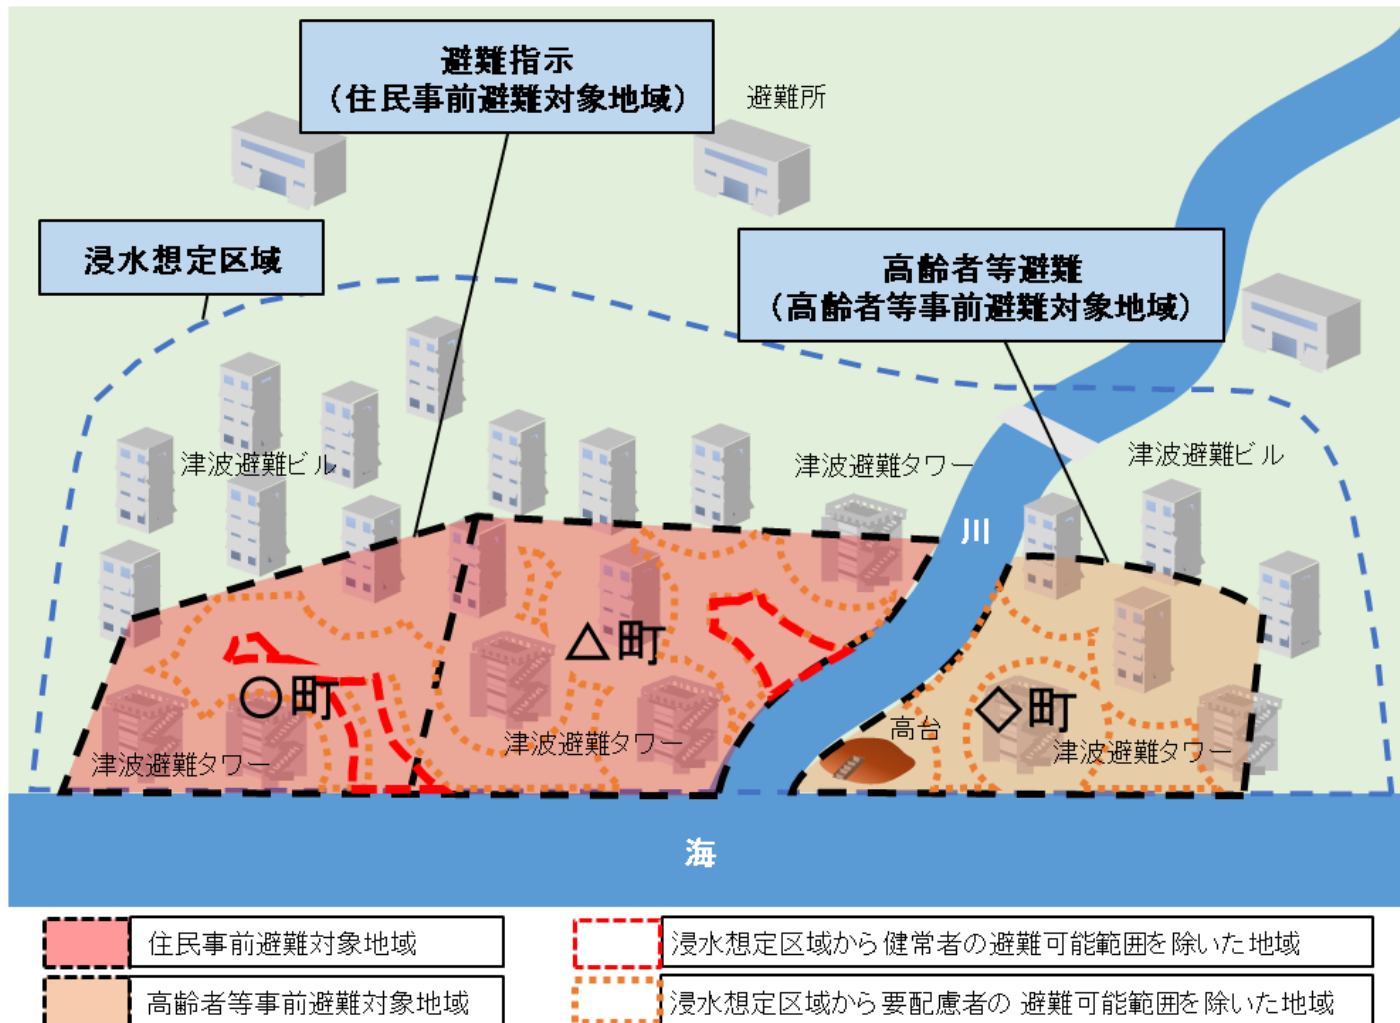 避難指示
（住民事前避難対象地域）
避難所
浸水想定区域
高齢者等避難
（高齢者等事前避難対象地域）
津波避難ビル
津波避難タワー
津波避難ビル
川
△町
○町
◇町
高台
津波避難タワー
津波避難タワー
津波避難タワー
海
住民事前避難対象地域
浸水想定区域から健常者の避難可能範囲を除いた地域
高齢者等事前避難対象地域
浸水想定区域から要配慮者の 避難可能範囲を除いた地域